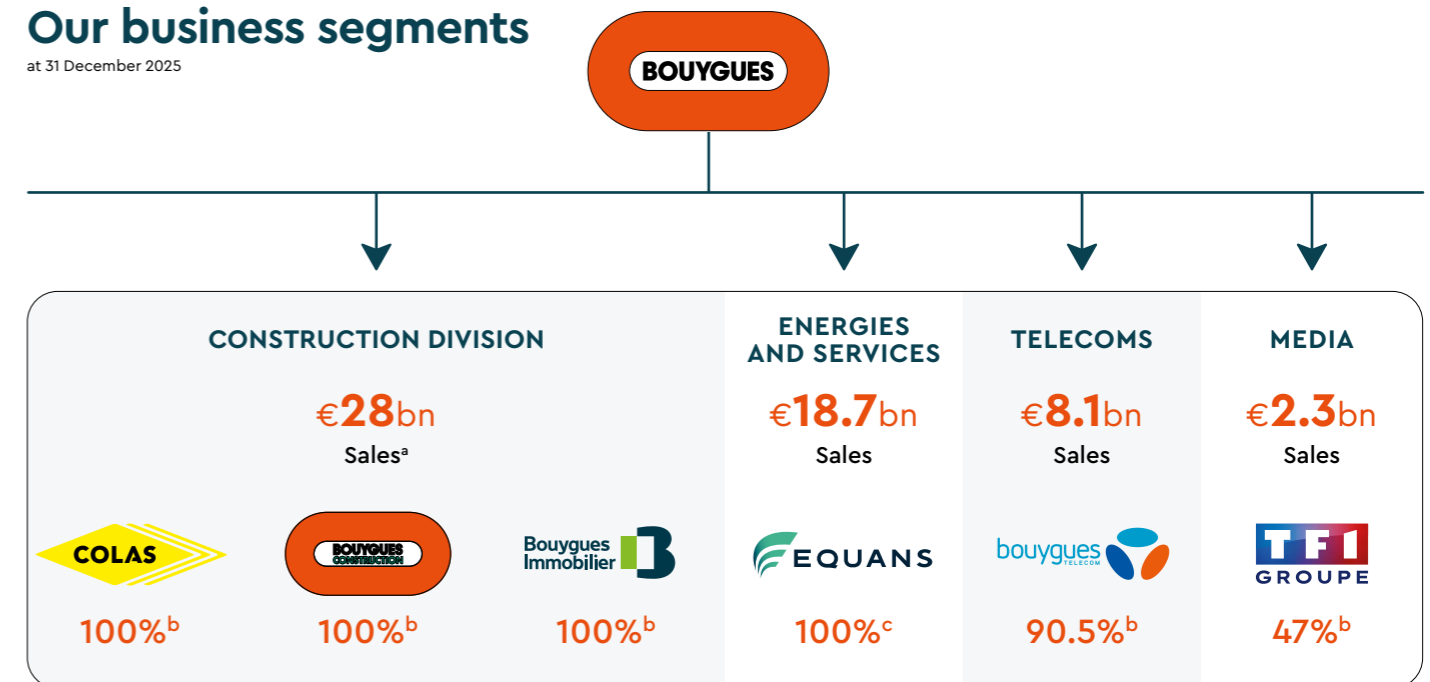 Our business segments
at 31 December 2025
BOUYGUES
CONSTRUCTION DIVISION
€28bn
Salesᵃ
COLAS
100%ᵇ
BOUYGUES
CONSTRUCTION
100%ᵇ
Bouygues
Immobilier
100%ᵇ
ENERGIES
AND SERVICES
€18.7bn
Sales
EQUANS
100%ᶜ
TELECOMS
€8.1bn
Sales
bouygues
TELECOM
90.5%ᵇ
MEDIA
€2.3bn
Sales
TF1
GROUPE
47%ᵇ